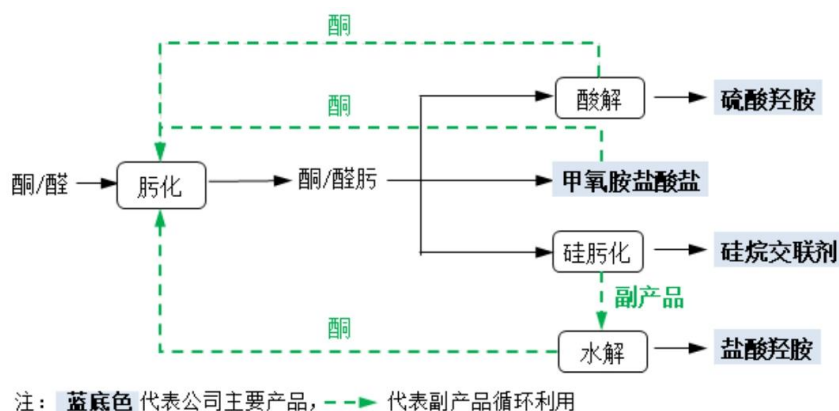 酮
酮
酸解
硫酸羟胺
酮/醛
肟化
酮/醛肟
甲氧胺盐酸盐
硅肟化
硅烷交联剂
副产品
酮
水解
盐酸羟胺
注: 蓝底色 代表公司主要产品, 代表副产品循环利用